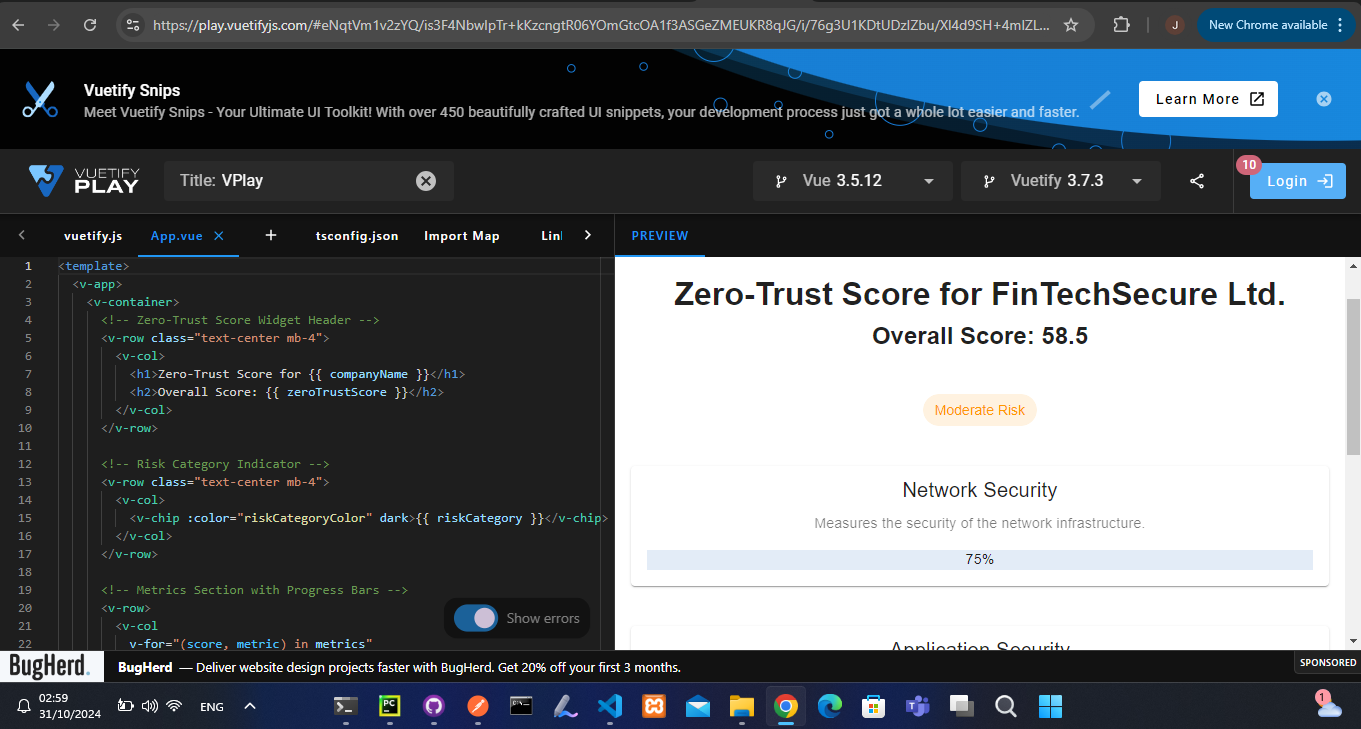 https://play.vuetifyjs.com/#eNqtVm1v2zYQ/is3F4NbwIpTr+kKzcngtR06YOmGtcOA1f3ASGeZMEUKR8qJG/i/76g3U1KDtUDzIZbu/Xl4d9SH+4mIZL...
New Chrome available
J
Vuetify Snips
Meet Vuetify Snips - Your Ultimate UI Toolkit! With over 450 beautifully crafted UI snippets, your development process just got a whole lot easier and faster.
Learn More
VUETIFY
PLAY
Title: VPlay
Vue 3.5.12
Vuetify 3.7.3
10
Login
vuetify.js
App.vue
+
tsconfig.json
Import Map
Lin
PREVIEW
1 <template>
2 <v-app>
3 <v-container>
4 <!-- Zero-Trust Score Widget Header -->
5 <v-row class="text-center mb-4">
6 <v-col>
7 <h1>Zero-Trust Score for {{ companyName }}</h1>
8 <h2>Overall Score: {{ zeroTrustScore }}</h2>
9 </v-col>
10 </v-row>
11
12 <!-- Risk Category Indicator -->
13 <v-row class="text-center mb-4">
14 <v-col>
15 <v-chip :color="riskCategoryColor" dark>{{ riskCategory }}</v-chip>
16 </v-col>
17 </v-row>
18
19 <!-- Metrics Section with Progress Bars -->
20 <v-row>
21 <v-col
22 v-for="(score, metric) in metrics"
Show errors
Zero-Trust Score for FinTechSecure Ltd.
Overall Score: 58.5
Moderate Risk
Network Security
Measures the security of the network infrastructure.
75%
Application Security
BugHerd.
BugHerd — Deliver website design projects faster with BugHerd. Get 20% off your first 3 months.
SPONSORED
02:59
31/10/2024
ENG
PC
1